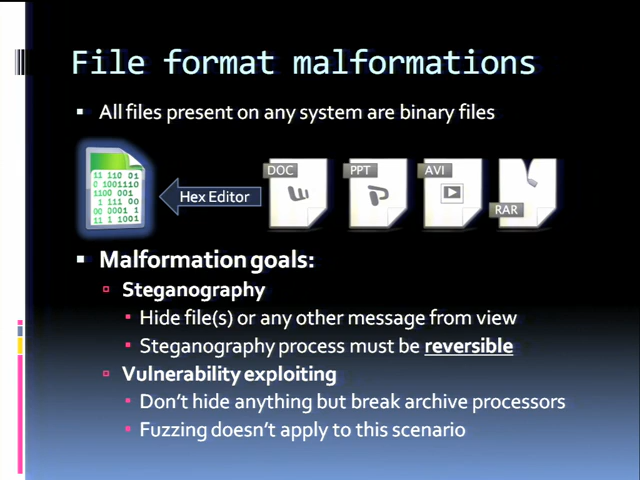 File format malformations
All files present on any system are binary files
11 110 01
0 1001110
1100 001
1 111 00
00 0001 1
11 1 1001
Hex Editor
DOC
PPT
AVI
RAR
Malformation goals:
Steganography
Hide file(s) or any other message from view
Steganography process must be reversible
Vulnerability exploiting
Don't hide anything but break archive processors
Fuzzing doesn't apply to this scenario